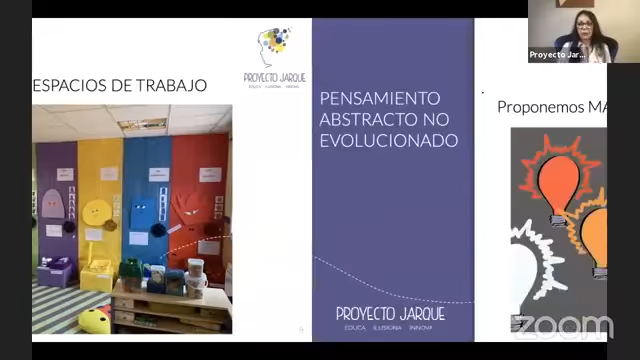 ESPACIOS DE TRABAJO
PROYECTO JARQUE
EDUCA ILUSIONA INNOVA
PENSAMIENTO
ABSTRACTO NO
EVOLUCIONADO
PROYECTO JARQUE
EDUCA ILUSIONA INNOVA
Proponemos MA
Proyecto Jar...
zoom